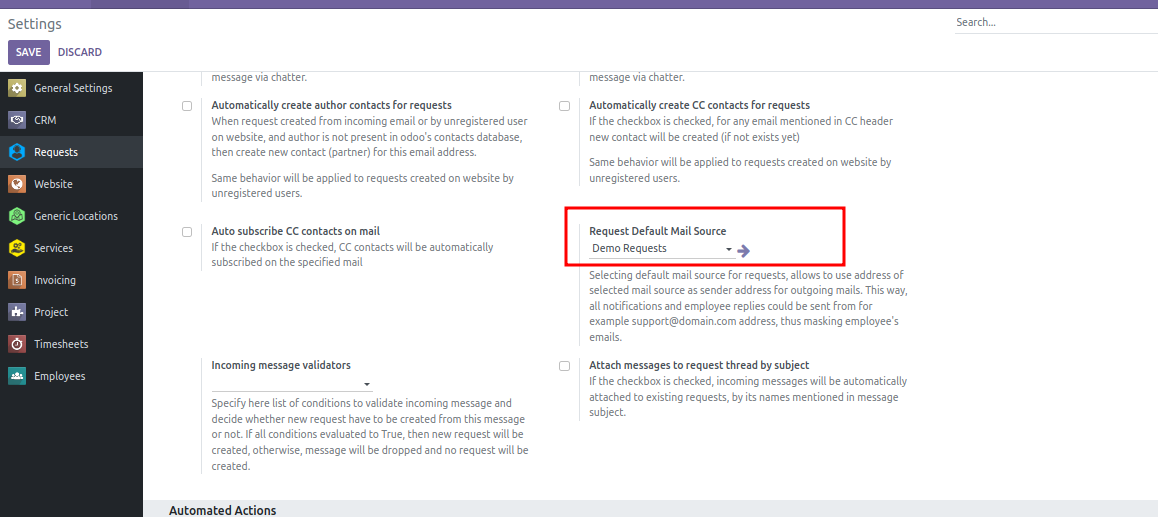 Settings
Search...
SAVE DISCARD
General Settings
CRM
Requests
Website
Generic Locations
Services
Invoicing
Project
Timesheets
Employees
message via chatter.
message via chatter.
Automatically create author contacts for requests
When request created from incoming email or by unregistered user
on website, and author is not present in odoo's contacts database,
then create new contact (partner) for this email address.
Same behavior will be applied to requests created on website by
unregistered users.
Automatically create CC contacts for requests
If the checkbox is checked, for any email mentioned in CC header
new contact will be created (if not exists yet)
Same behavior will be applied to requests created on website by
unregistered users.
Auto subscribe CC contacts on mail
If the checkbox is checked, CC contacts will be automatically
subscribed on the specified mail
Request Default Mail Source
Demo Requests
Selecting default mail source for requests, allows to use address of
selected mail source as sender address for outgoing mails. This way,
all notifications and employee replies could be sent from for
example support@domain.com address, thus masking employee's
emails.
Incoming message validators
Specify here list of conditions to validate incoming message and
decide whether new request have to be created from this message
or not. If all conditions evaluated to True, then new request will be
created, otherwise, message will be dropped and no request will be
created.
Attach messages to request thread by subject
If the checkbox is checked, incoming messages will be automatically
attached to existing requests, by its names mentioned in message
subject.
Automated Actions